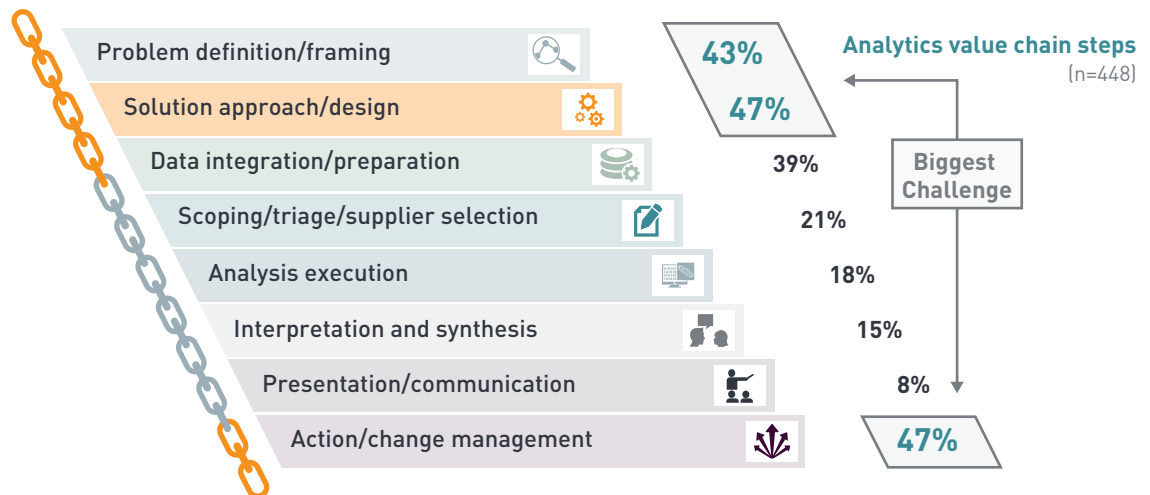 Problem definition/framing
43%
Analytics value chain steps
(n=448)
Solution approach/design
47%
Data integration/preparation
39%
Biggest
Challenge
Scoping/triage/supplier selection
21%
Analysis execution
18%
Interpretation and synthesis
15%
Presentation/communication
8%
Action/change management
47%